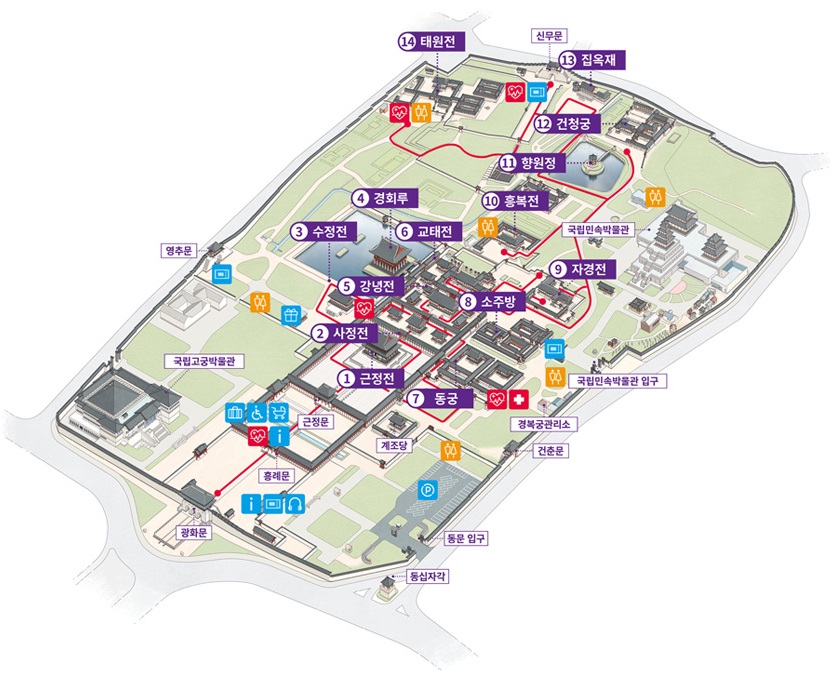 신무문
14 태원전
13 집옥재
12 건청궁
11 향원정
4 경회루
10 흥복전
3 수정전
6 교태전
국립민속박물관
영추문
9 자경전
5 강녕전
8 소주방
2 사정전
국립고궁박물관
1 근정전
국립민속박물관 입구
7 동궁
근정문
경복궁관리소
계조당
건춘문
i
흥례문
P
i
광화문
동문 입구
동십자각